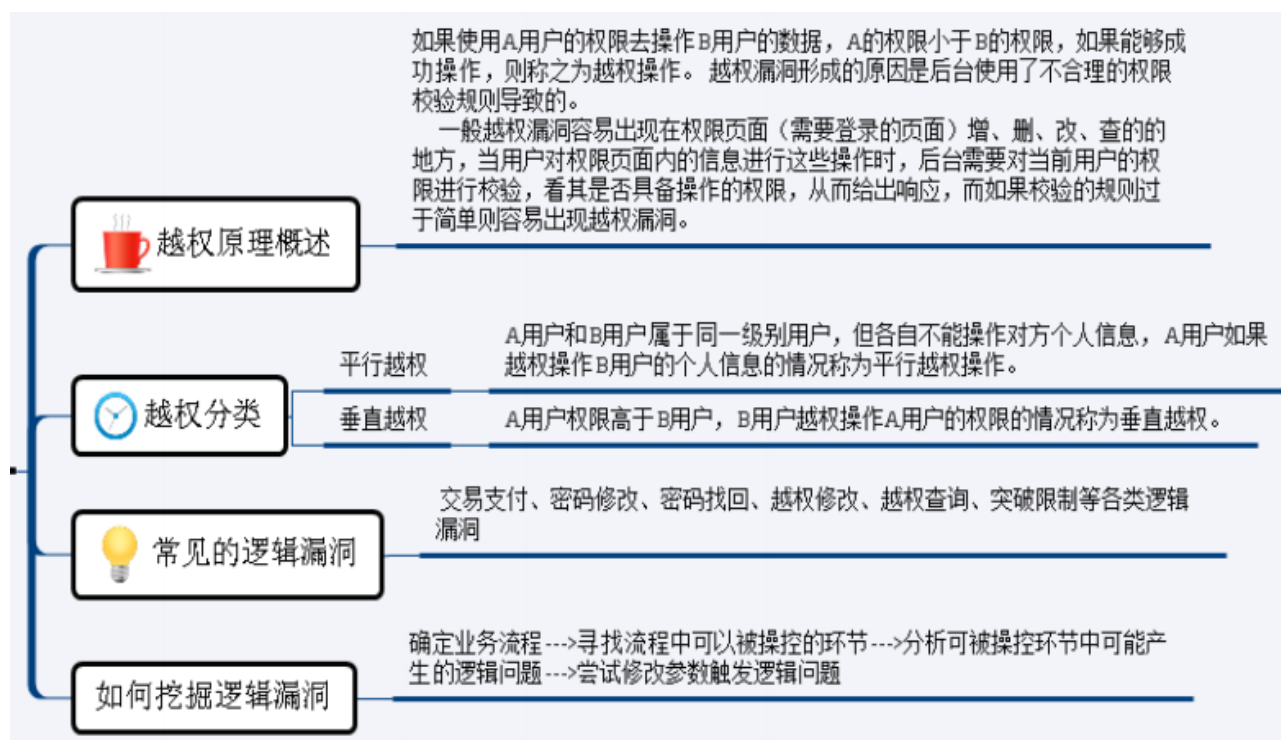 如果使用A用户的权限去操作B用户的数据，A的权限小于B的权限，如果能够成
功操作，则称之为越权操作。 越权漏洞形成的原因是后台使用了不合理的权限
校验规则导致的。
一般越权漏洞容易出现在权限页面（需要登录的页面）增、删、改、查的的
地方，当用户对权限页面内的信息进行这些操作时，后台需要对当前用户的权
限进行校验，看其是否具备操作的权限，从而给出响应，而如果校验的规则过
于简单则容易出现越权漏洞。
越权原理概述
A用户和B用户属于同一级别用户，但各自不能操作对方个人信息， A用户如果
越权操作B用户的个人信息的情况称为平行越权操作。
平行越权
越权分类
垂直越权
A用户权限高于B用户，B用户越权操作A用户的权限的情况称为垂直越权。
交易支付、密码修改、密码找回、越权修改、越权查询、突破限制等各类逻辑
漏洞
常见的逻辑漏洞
确定业务流程--->寻找流程中可以被操控的环节--->分析可被操控环节中可能产
生的逻辑问题--->尝试修改参数触发逻辑问题
如何挖掘逻辑漏洞